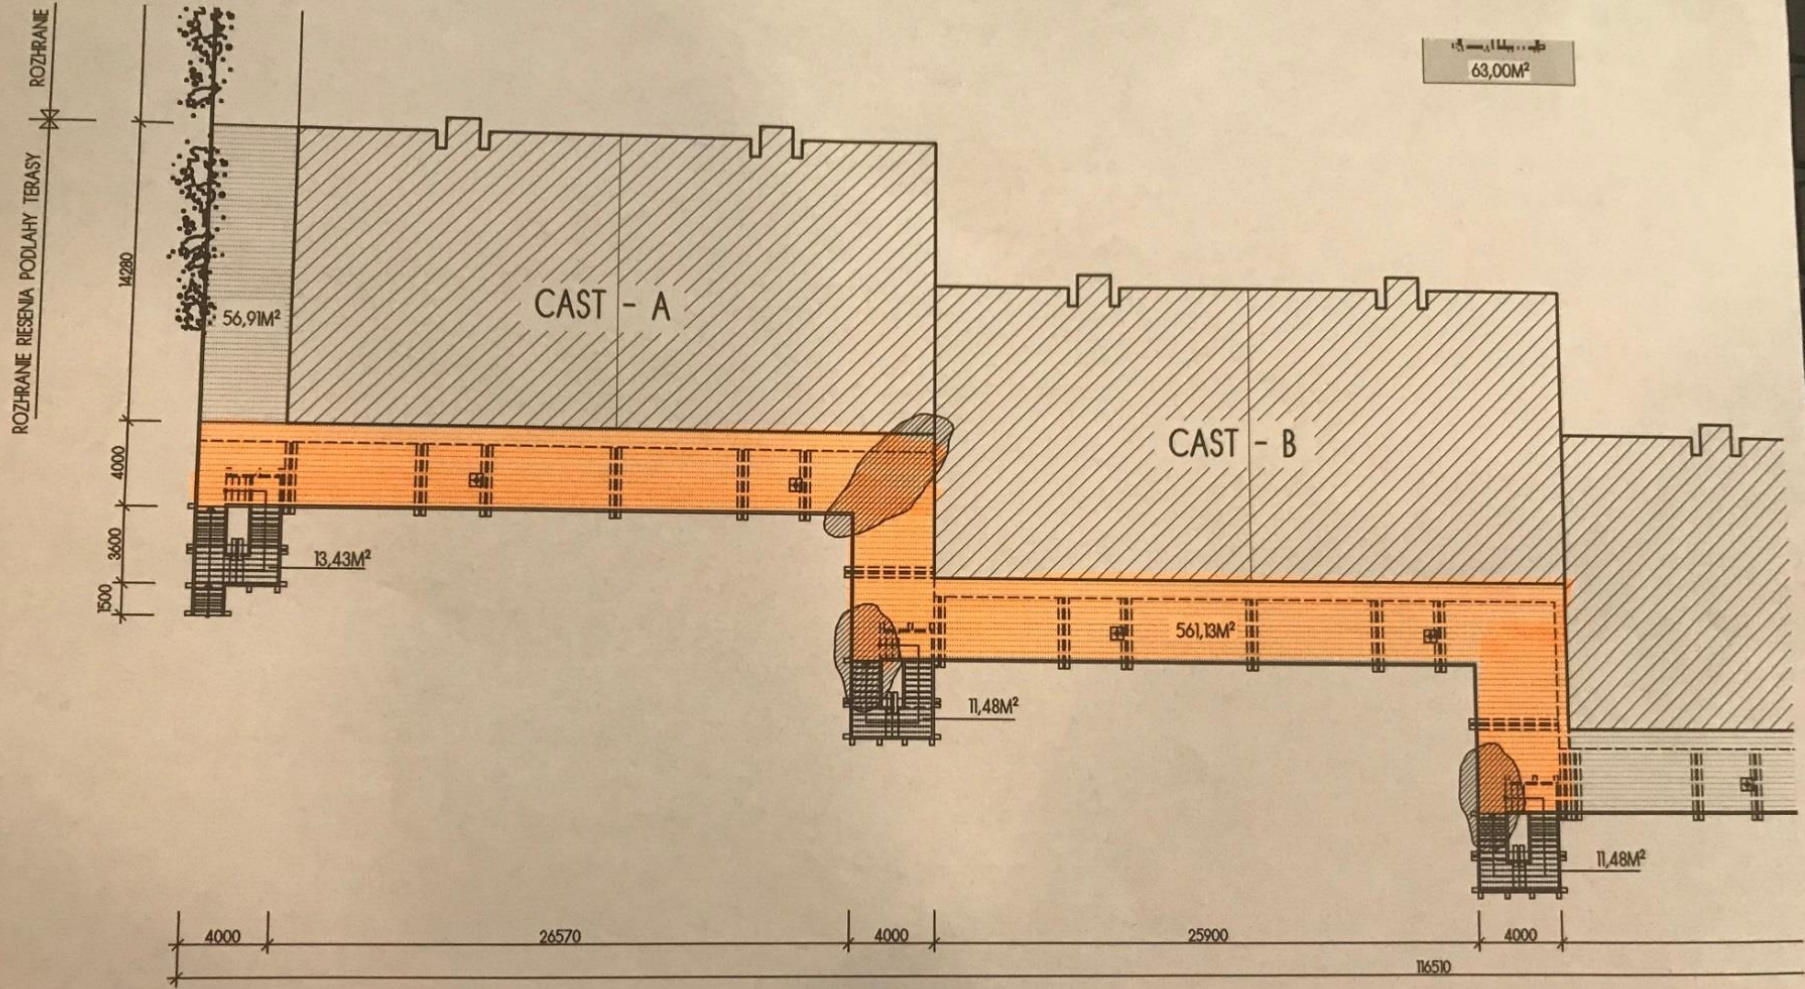 ROZHRANIE
63,00M²
ROZHRANIE RIESENIA PODLAHY TERASY
14280
56,91M²
CAST - A
CAST - B
4000
3600
13,43M²
1500
561,13M²
11,48M²
11,48M²
4000
26570
4000
25900
4000
116510